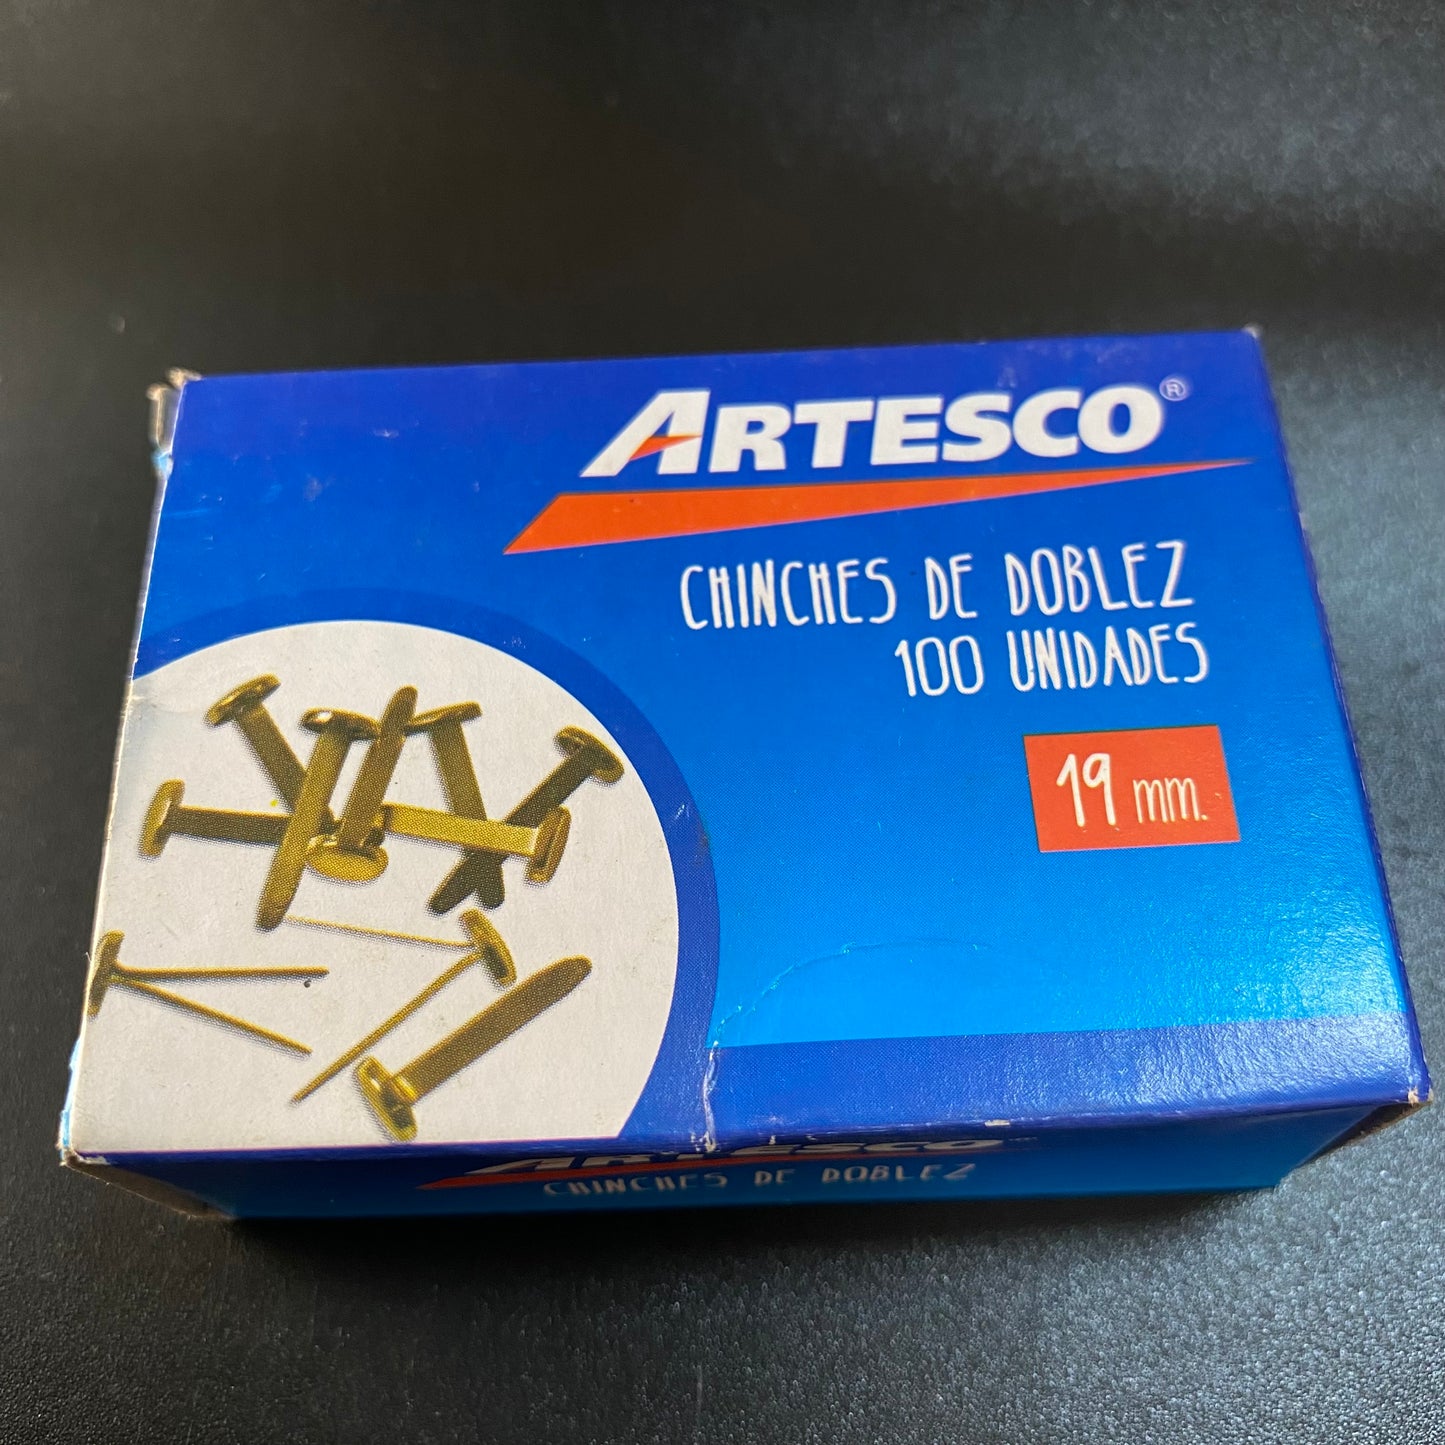 ARTESCO®
CHINCHES DE DOBLEZ
100 UNIDADES
19 mm.
ARTESCO
CHINCHES DE DOBLEZ